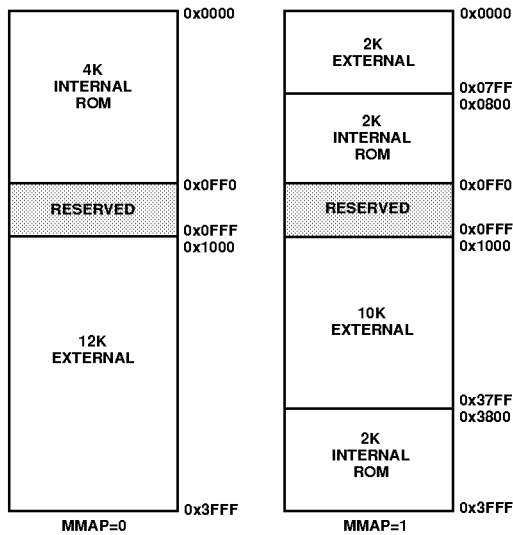 0x0000
4K
INTERNAL
ROM
0x0FF0
RESERVED
0x0FFF
0x1000
12K
EXTERNAL
0x3FFF
MMAP=0
0x0000
2K
EXTERNAL
0x07FF
0x0800
2K
INTERNAL
ROM
0x0FF0
RESERVED
0x0FFF
0x1000
10K
EXTERNAL
0x37FF
0x3800
2K
INTERNAL
ROM
0x3FFF
MMAP=1